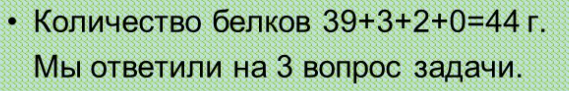 • Количество белков 39+3+2+0=44 г.
Мы ответили на 3 вопрос задачи.